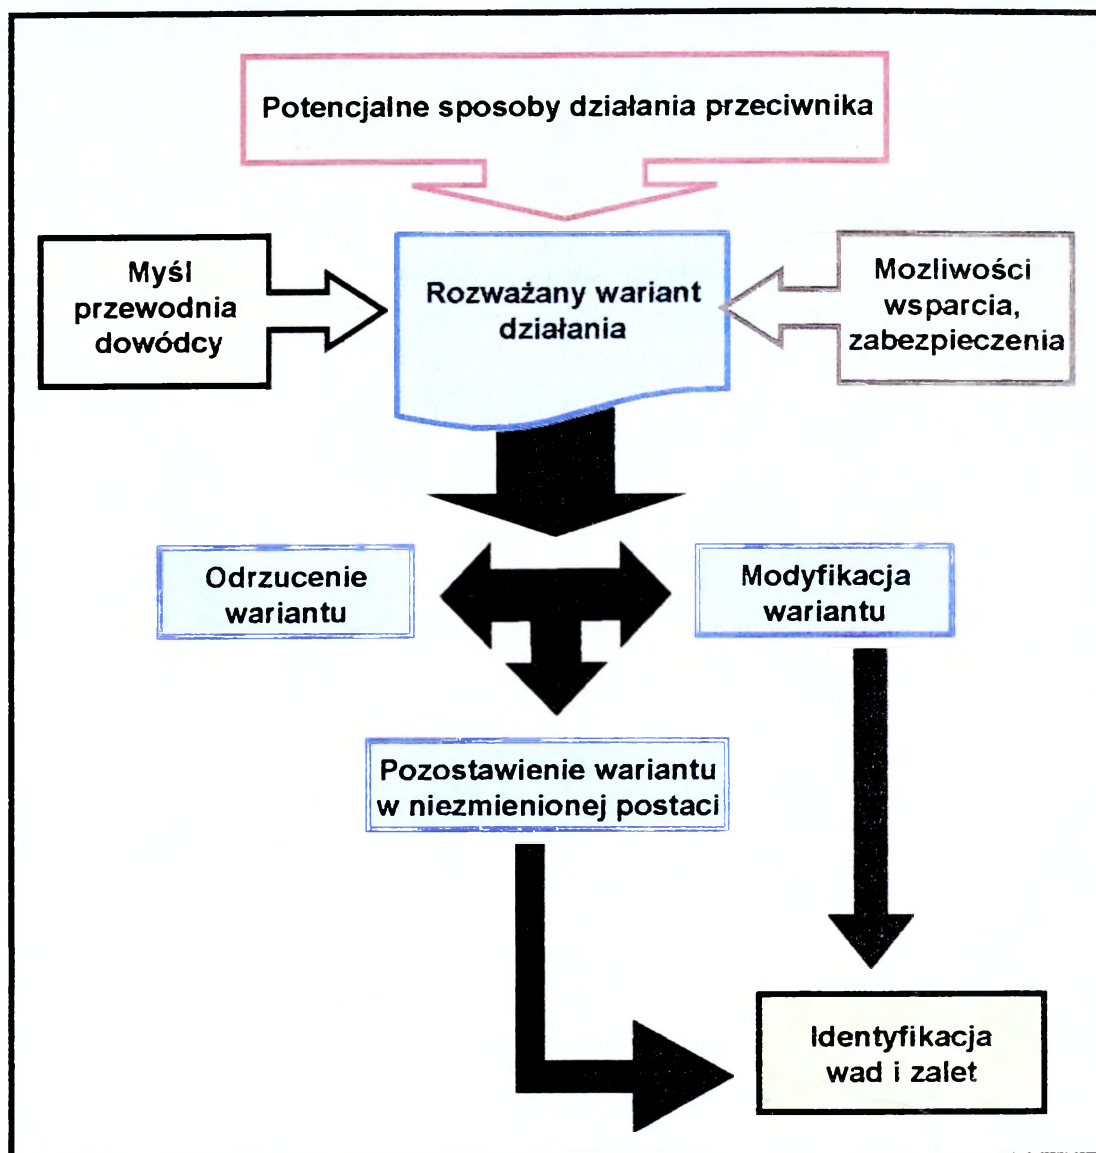 Potencjalne sposoby działania przeciwnika
Myśl
przewodnia
dowódcy
Rozważany wariant
działania
Mozliwości
wsparcia,
zabezpieczenia
Odrzucenie
wariantu
Modyfikacja
wariantu
Pozostawienie wariantu
w niezmienionej postaci
Identyfikacja
wad i zalet